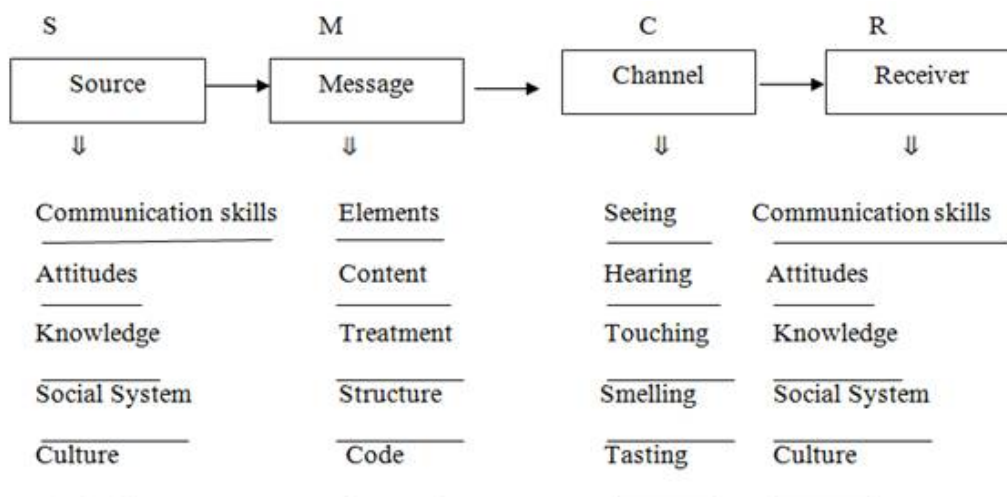 S M C R
Source Message Channel Receiver
Communication skills Elements Seeing Communication skills
Attitudes Content Hearing Attitudes
Knowledge Treatment Touching Knowledge
Social System Structure Smelling Social System
Culture Code Tasting Culture